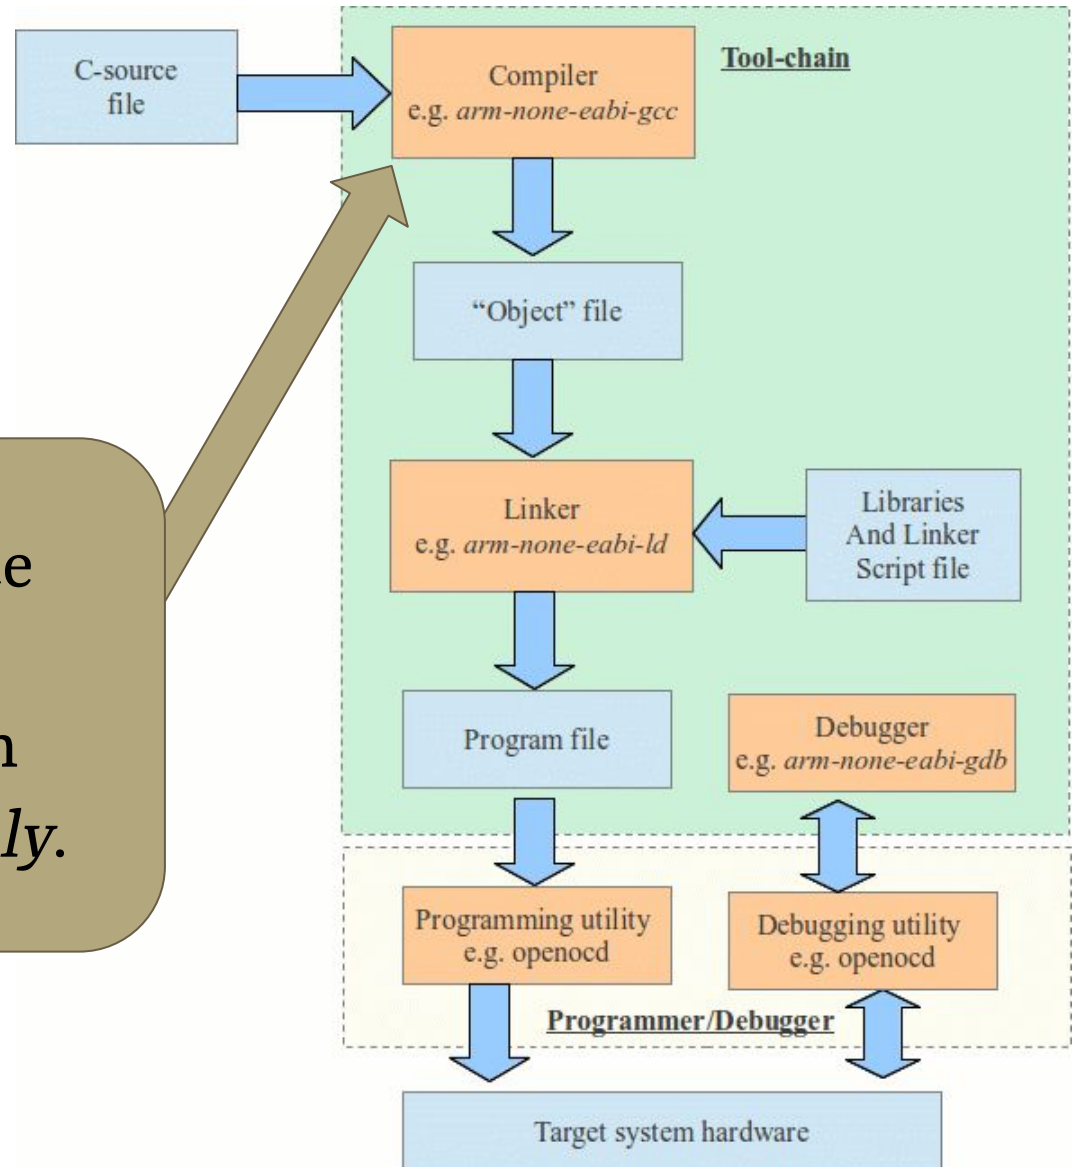 C-source
file
Compiler
e.g. arm-none-eabi-gcc
Tool-chain
“Object” file
Linker
e.g. arm-none-eabi-ld
Libraries
And Linker
Script file
Program file
Debugger
e.g. arm-none-eabi-gdb
Programming utility
e.g. openocd
Debugging utility
e.g. openocd
Programmer/Debugger
Target system hardware